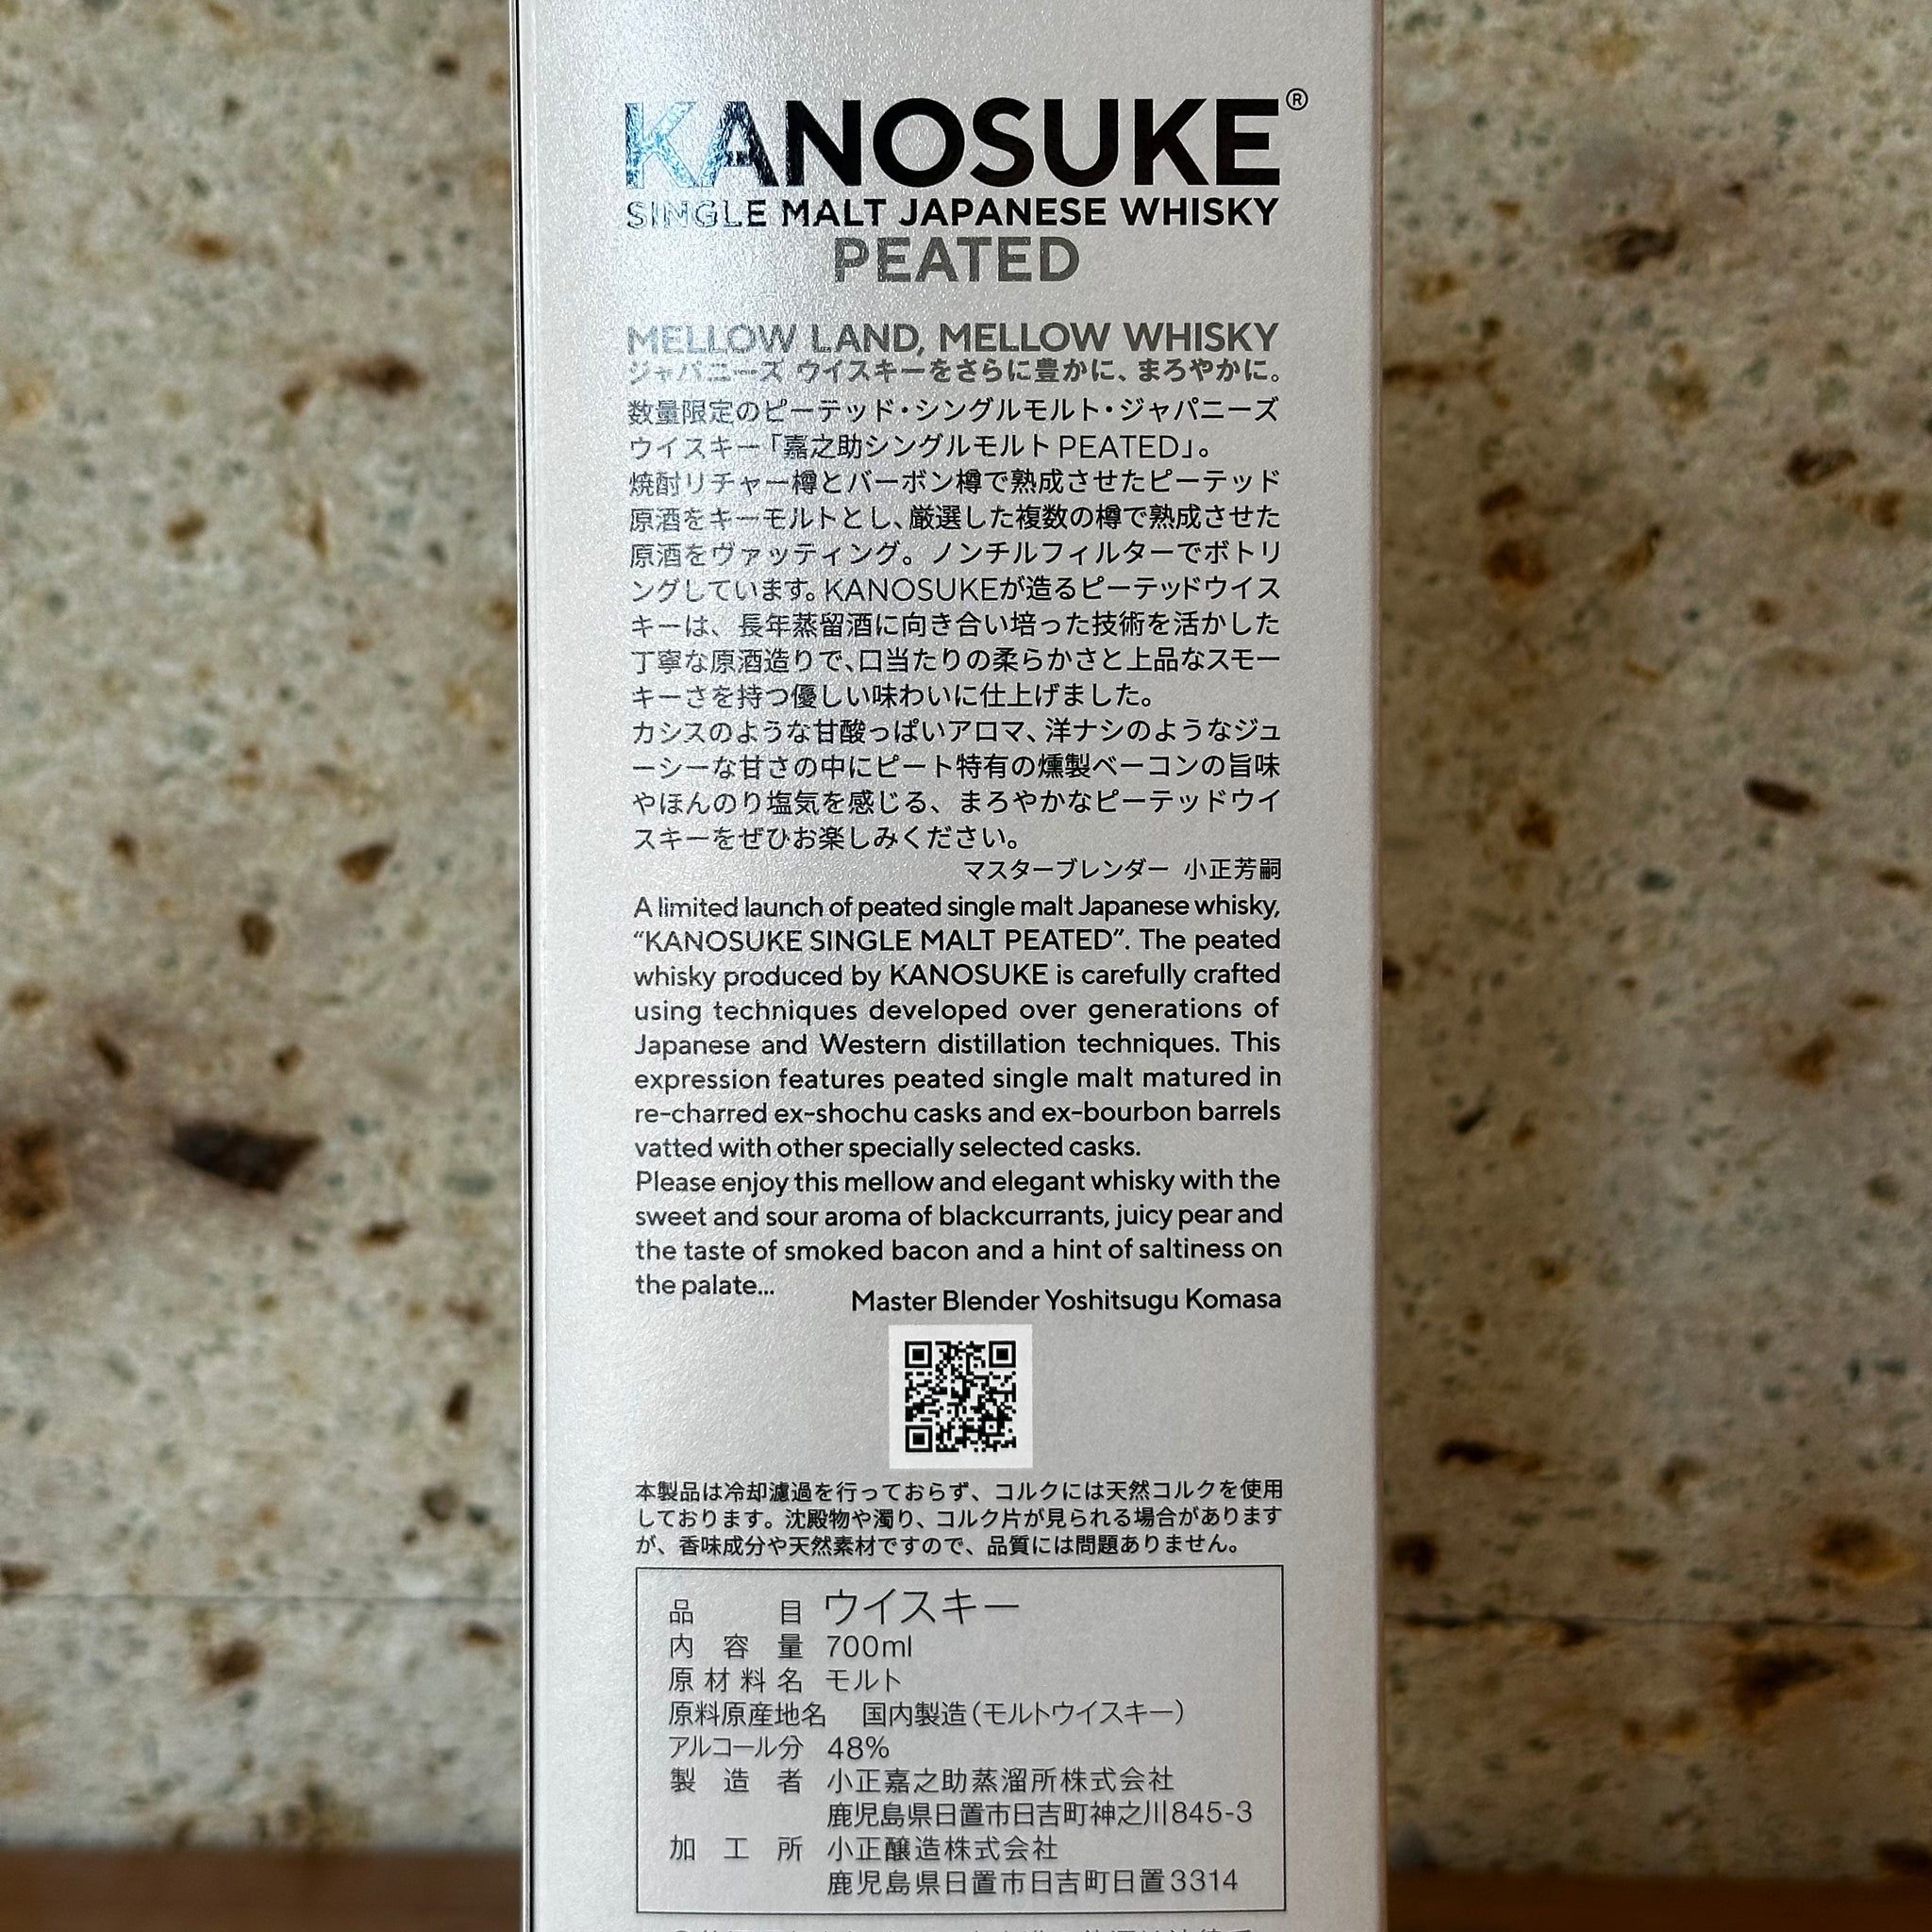 KANOSUKE®
SINGLE MALT JAPANESE WHISKY
PEATED
MELLOW LAND, MELLOW WHISKY
ジャパニーズ ウイスキーをさらに豊かに、まろやかに。
数量限定のピーテッド・シングルモルト・ジャパニーズ
ウイスキー「嘉之助シングルモルト PEATED」。
焼酎リチャー樽とバーボン樽で熟成させたピーテッド
原酒をキーモルトとし、厳選した複数の樽で熟成させた
原酒をヴァッティング。ノンチルフィルターでボトリ
ングしています。KANOSUKEが造るピーテッドウイス
キーは、長年蒸留酒に向き合い培った技術を活かした
丁寧な原酒造りで、口当たりの柔らかさと上品なスモー
キーさを持つ優しい味わいに仕上げました。
カシスのような甘酸っぱいアロマ、洋ナシのようなジュ
ーシーな甘さの中にピート特有の燻製ベーコンの旨味
やほんのり塩気を感じる、まろやかなピーテッドウイ
スキーをぜひお楽しみください。
マスターブレンダー 小正芳嗣
A limited launch of peated single malt Japanese whisky,
“KANOSUKE SINGLE MALT PEATED”. The peated
whisky produced by KANOSUKE is carefully crafted
using techniques developed over generations of
Japanese and Western distillation techniques. This
expression features peated single malt matured in
re-charred ex-shochu casks and ex-bourbon barrels
vatted with other specially selected casks.
Please enjoy this mellow and elegant whisky with the
sweet and sour aroma of blackcurrants, juicy pear and
the taste of smoked bacon and a hint of saltiness on
the palate...
Master Blender Yoshitsugu Komasa
本製品は冷却濾過を行っておらず、コルクには天然コルクを使用
しております。沈殿物や濁り、コルク片が見られる場合があります
が、香味成分や天然素材ですので、品質には問題ありません。
品目 ウイスキー
内容量 700ml
原材料名 モルト
原料原産地名 国内製造（モルトウイスキー）
アルコール分 48%
製造者 小正嘉之助蒸溜所株式会社
鹿児島県日置市日吉町神之川845-3
加工所 小正醸造株式会社
鹿児島県日置市日吉町日置3314